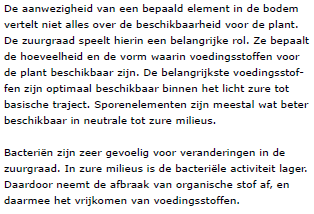 De aanwezigheid van een bepaald element in de bodem
vertelt niet alles over de beschikbaarheid voor de plant.
De zuurgraad speelt hierin een belangrijke rol. Ze bepaalt
de hoeveelheid en de vorm waarin voedingsstoffen voor
de plant beschikbaar zijn. De belangrijkste voedingsstof-
fen zijn optimaal beschikbaar binnen het licht zure tot
basische traject. Sporenelementen zijn meestal wat beter
beschikbaar in neutrale tot zure milieus.

Bacteriën zijn zeer gevoelig voor veranderingen in de
zuurgraad. In zure milieus is de bacteriële activiteit lager.
Daardoor neemt de afbraak van organische stof af, en
daarmee het vrijkomen van voedingsstoffen.